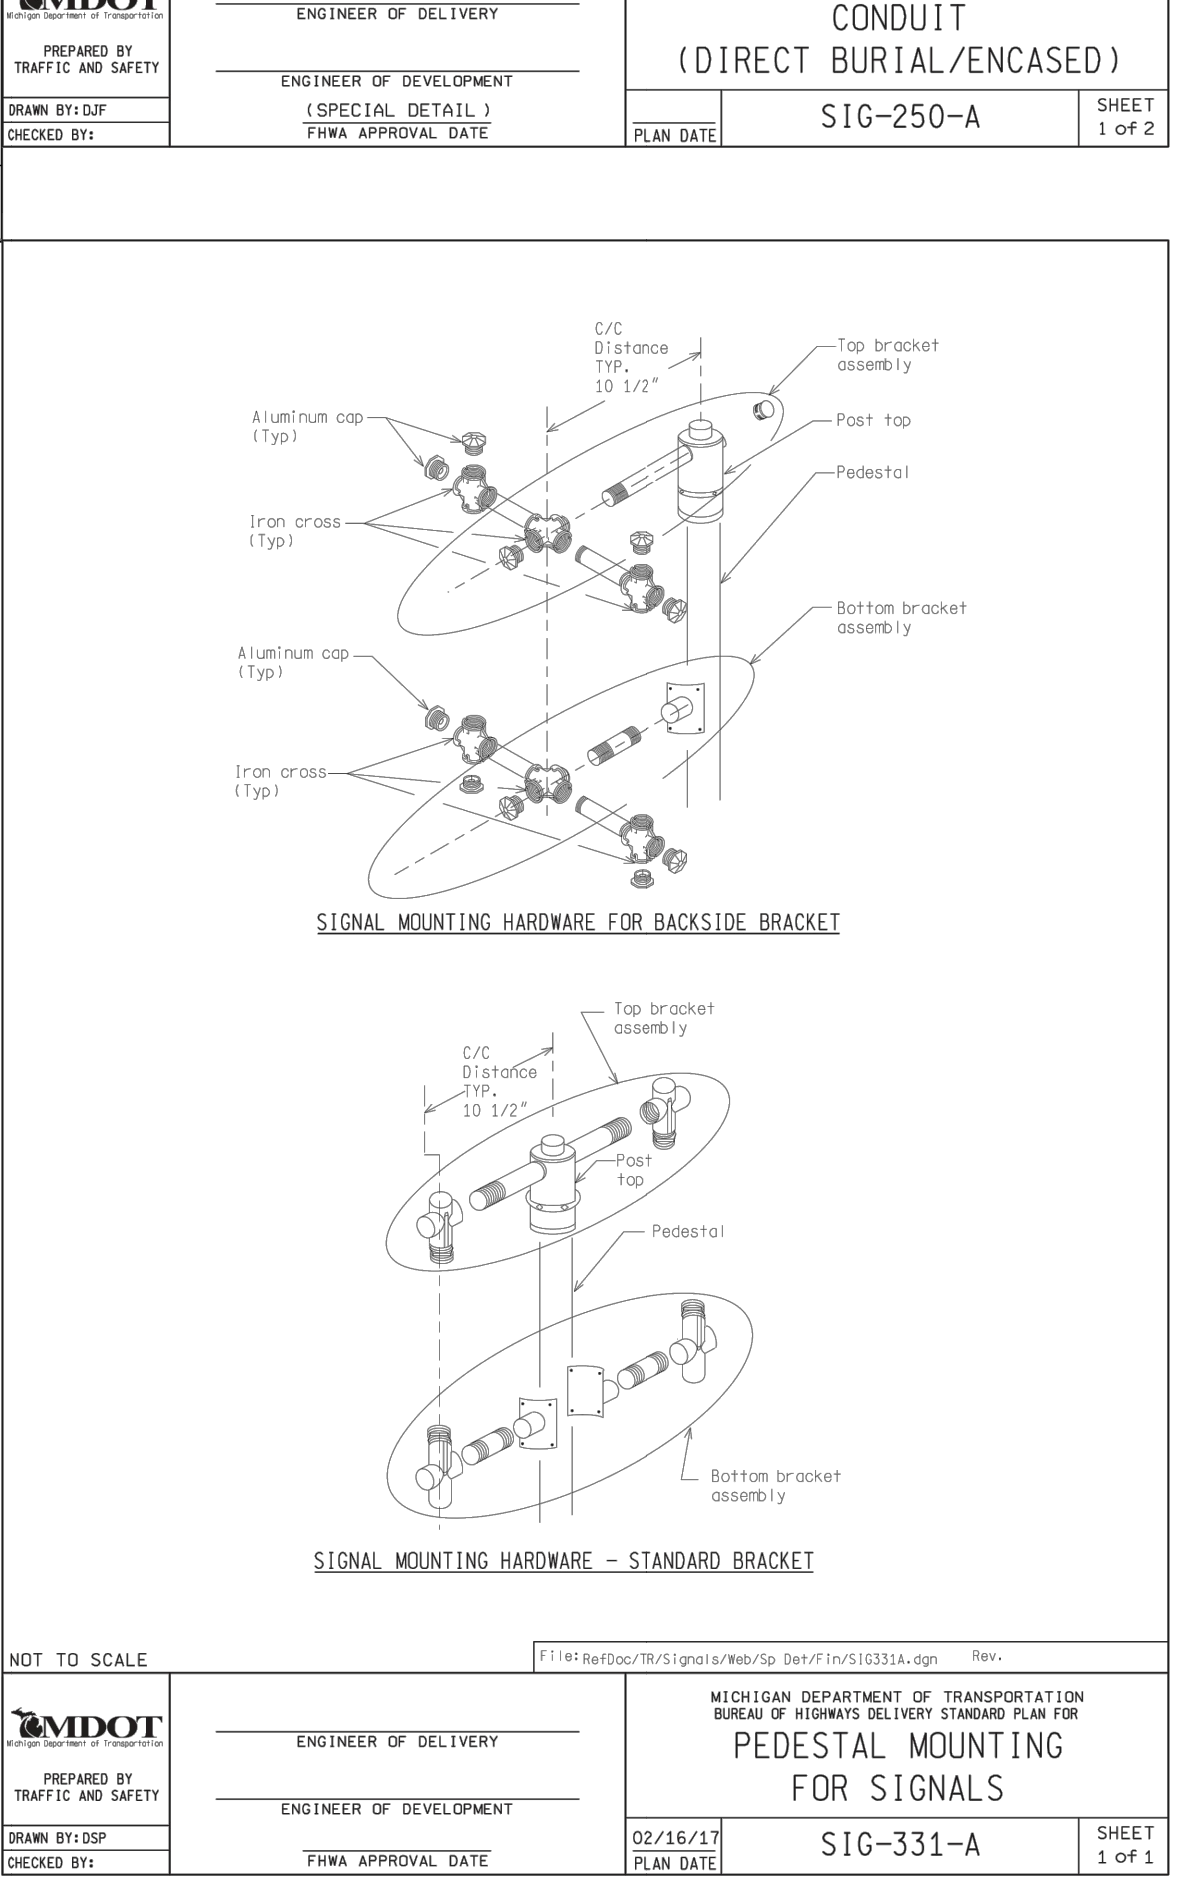 MDOT
Michigan Department of Transportation
PREPARED BY
TRAFFIC AND SAFETY
DRAWN BY: DJF
CHECKED BY:
ENGINEER OF DELIVERY
ENGINEER OF DEVELOPMENT
(SPECIAL DETAIL)
FHWA APPROVAL DATE
CONDUIT
(DIRECT BURIAL/ENCASED)
PLAN DATE
SIG-250-A
SHEET
1 of 2
C/C
Distance
TYP.
10 1/2"
Top bracket
assembly
Aluminum cap
(Typ)
Post top
Pedestal
Iron cross
(Typ)
Bottom bracket
assembly
Aluminum cap
(Typ)
Iron cross
(Typ)
SIGNAL MOUNTING HARDWARE FOR BACKSIDE BRACKET
Top bracket
assembly
C/C
Distance
TYP.
10 1/2"
Post
top
Pedestal
Bottom bracket
assembly
SIGNAL MOUNTING HARDWARE - STANDARD BRACKET
NOT TO SCALE
File: RefDoc/TR/Signals/Web/Sp Det/Fin/SIG331A.dgn Rev.
MDOT
Michigan Department of Transportation
PREPARED BY
TRAFFIC AND SAFETY
DRAWN BY: DSP
CHECKED BY:
ENGINEER OF DELIVERY
ENGINEER OF DEVELOPMENT
FHWA APPROVAL DATE
MICHIGAN DEPARTMENT OF TRANSPORTATION
BUREAU OF HIGHWAYS DELIVERY STANDARD PLAN FOR
PEDESTAL MOUNTING
FOR SIGNALS
02/16/17
PLAN DATE
SIG-331-A
SHEET
1 of 1